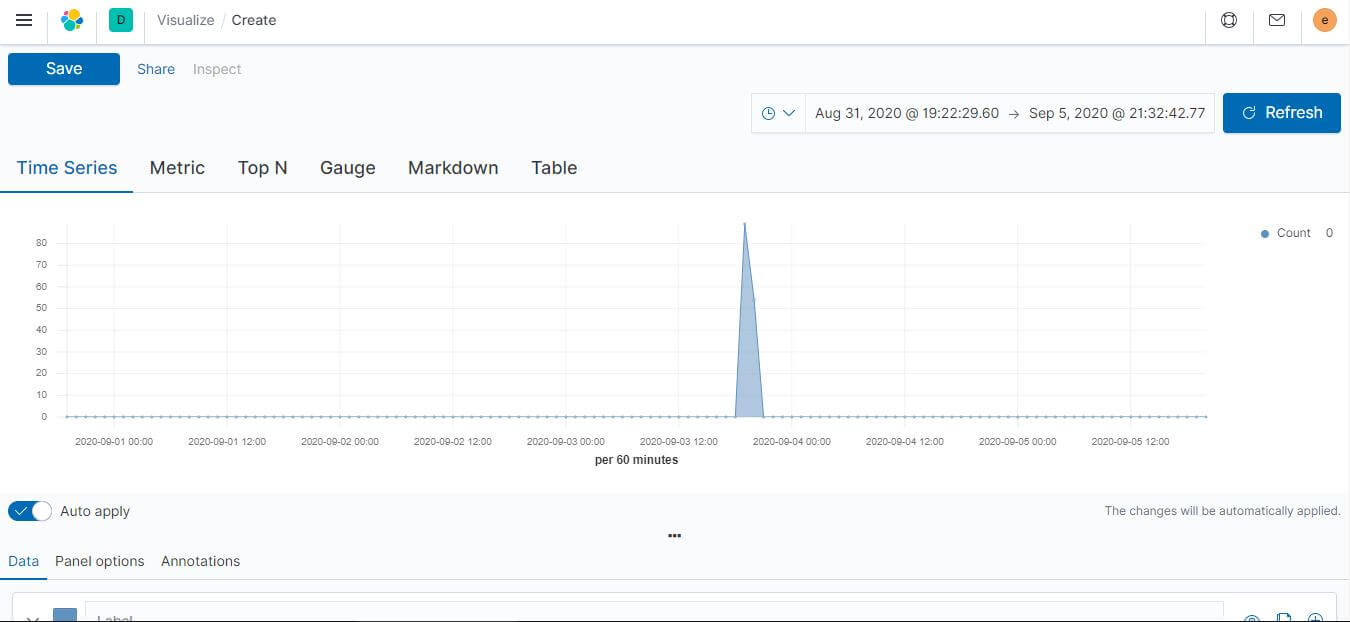 D Visualize / Create e
Save Share Inspect
Aug 31, 2020 @ 19:22:29.60 → Sep 5, 2020 @ 21:32:42.77 Refresh
Time Series Metric Top N Gauge Markdown Table
Count 0
80
70
60
50
40
30
20
10
0
2020-09-01 00:00 2020-09-01 12:00 2020-09-02 00:00 2020-09-02 12:00 2020-09-03 00:00 2020-09-03 12:00 2020-09-04 00:00 2020-09-04 12:00 2020-09-05 00:00 2020-09-05 12:00
per 60 minutes
Auto apply The changes will be automatically applied.
Data Panel options Annotations
Label